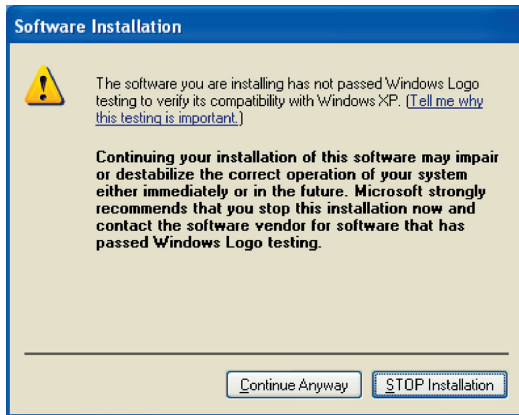 Software Installation
The software you are installing has not passed Windows Logo
testing to verify its compatibility with Windows XP. (Tell me why
this testing is important.)
Continuing your installation of this software may impair
or destabilize the correct operation of your system
either immediately or in the future. Microsoft strongly
recommends that you stop this installation now and
contact the software vendor for software that has
passed Windows Logo testing.
Continue Anyway
STOP Installation